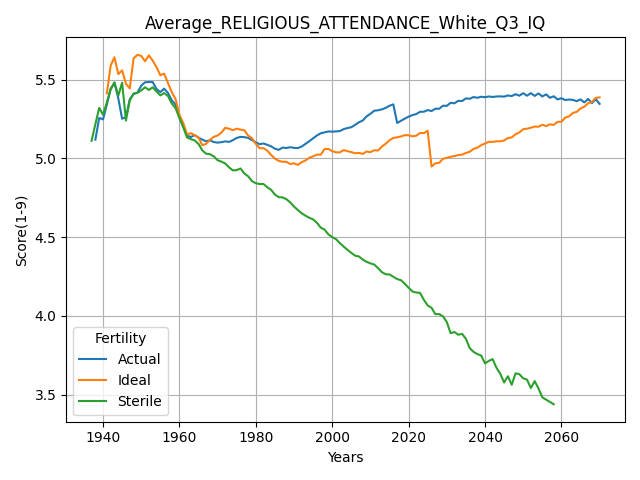 Average_RELIGIOUS_ATTENDANCE_White_Q3_IQ
Score(1-9)
5.5
5.0
4.5
4.0
3.5
Fertility
Actual
Ideal
Sterile
1940 1960 1980 2000 2020 2040 2060
Years